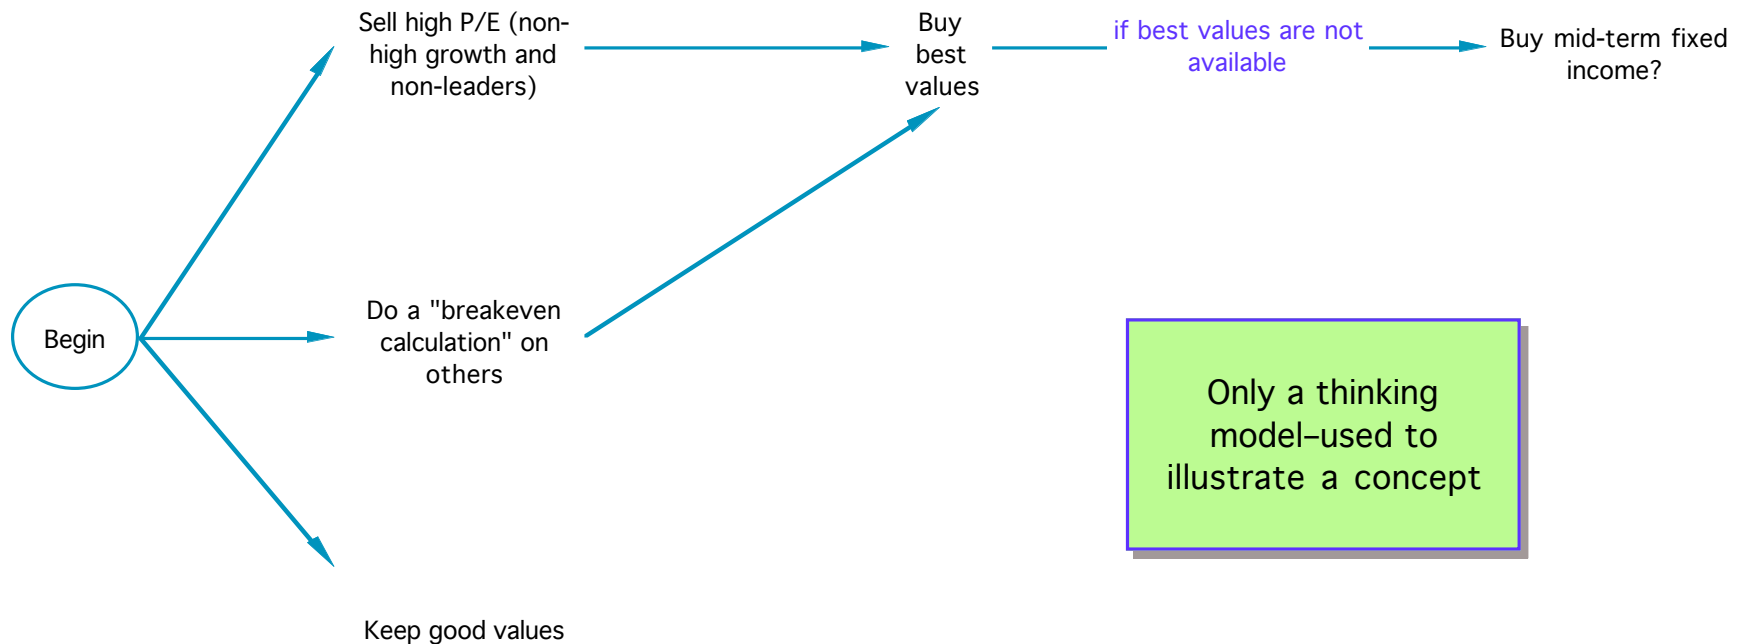 Sell high P/E (non-
high growth and
non-leaders)
Buy
best
values
if best values are not
available
Buy mid-term fixed
income?
Begin
Do a "breakeven
calculation" on
others
Only a thinking
model–used to
illustrate a concept
Keep good values